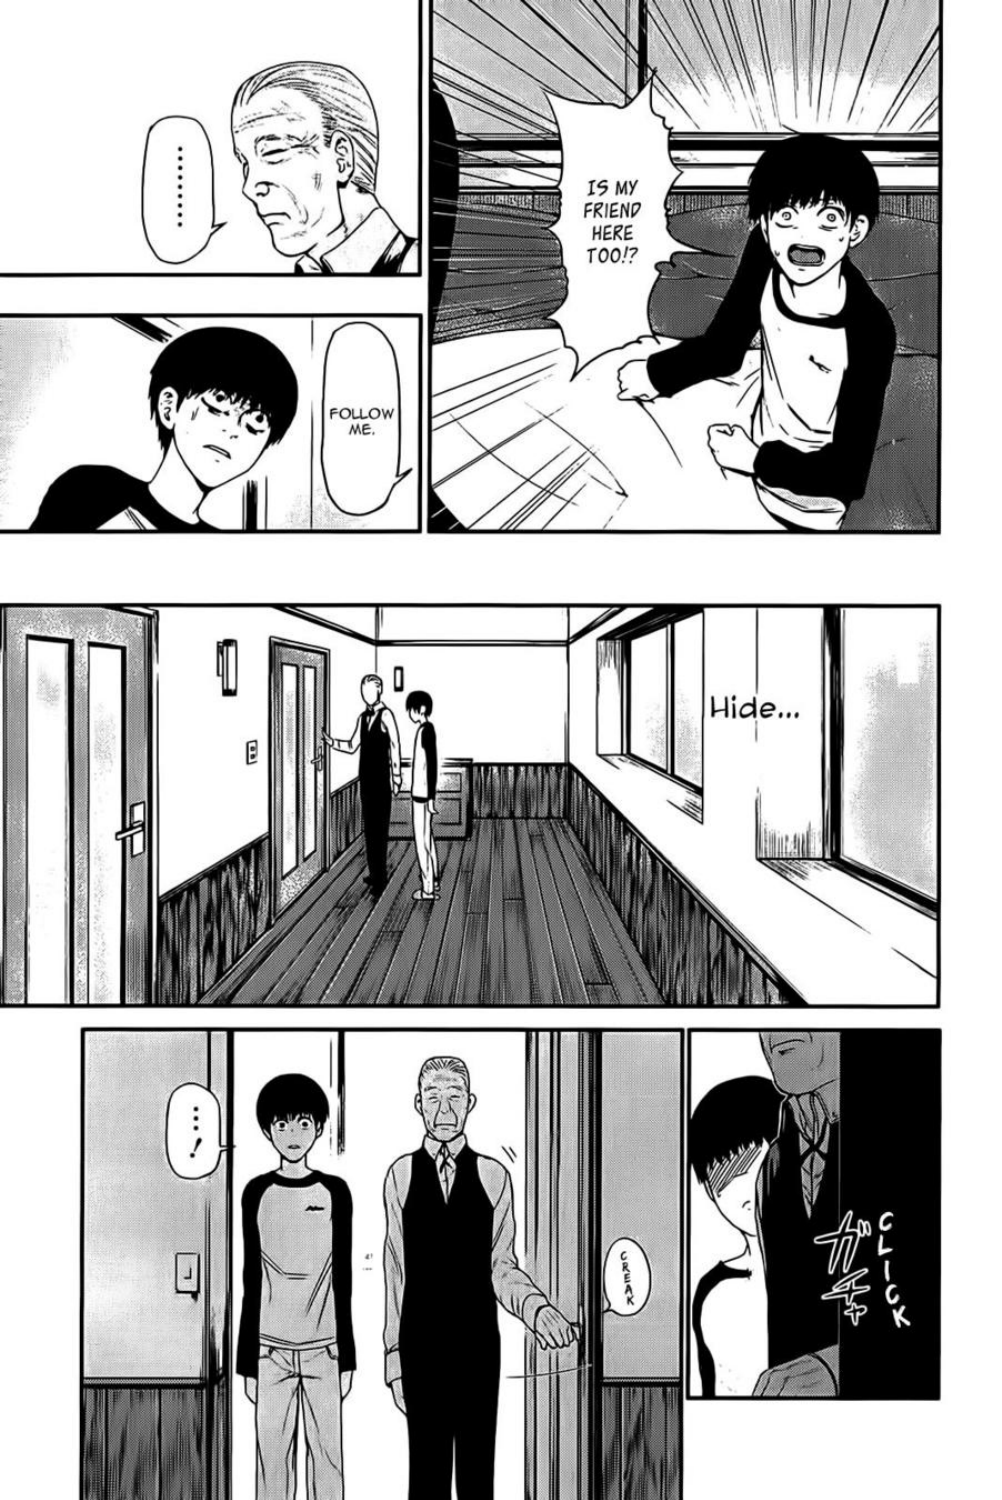 IS MY
FRIEND
HERE
TOO!?
........
FOLLOW
ME.
Hide...
CLICK
ガチャ
CREAK
...!